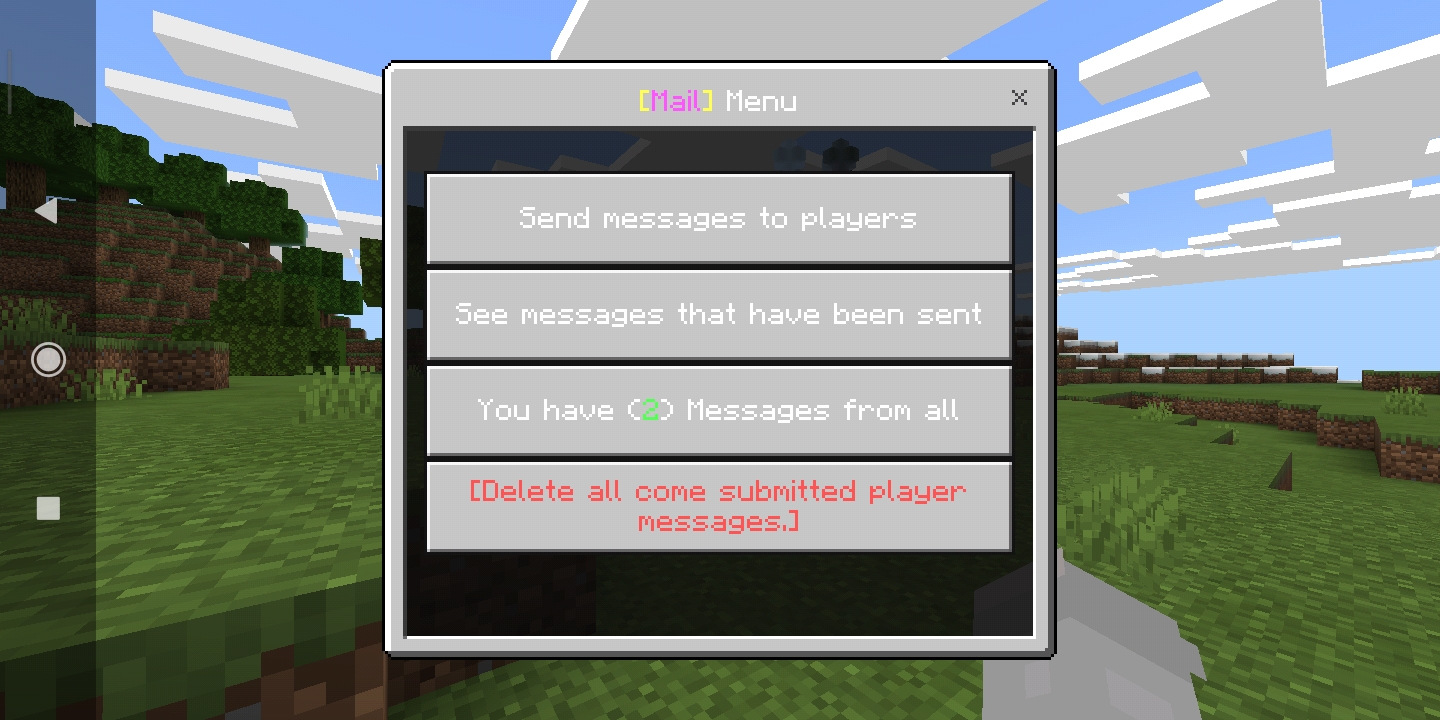 [Mail] Menu
Send messages to players
See messages that have been sent
You have (2) Messages from all
[Delete all come submitted player
messages.]